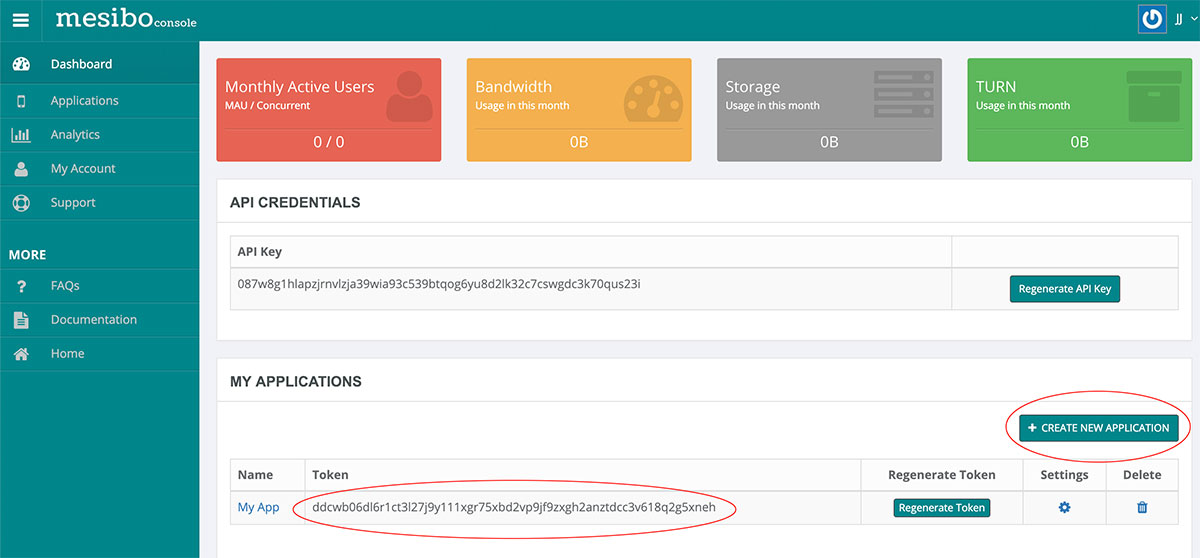 mesibo console
JJ
Dashboard
Applications
Analytics
My Account
Support
MORE
FAQs
Documentation
Home
Monthly Active Users
MAU / Concurrent
0 / 0
Bandwidth
Usage in this month
0B
Storage
Usage in this month
0B
TURN
Usage in this month
0B
API CREDENTIALS
API Key
087w8g1hlapzjrnvlzja39wia93c539btqog6yu8d2lk32c7cswgdc3k70qus23i
Regenerate API Key
MY APPLICATIONS
+ CREATE NEW APPLICATION
Name Token Regenerate Token Settings Delete
My App ddcwb06dl6r1ct3l27j9y111xgr75xbd2vp9jf9zxgh2anztdcc3v618q2g5xneh Regenerate Token